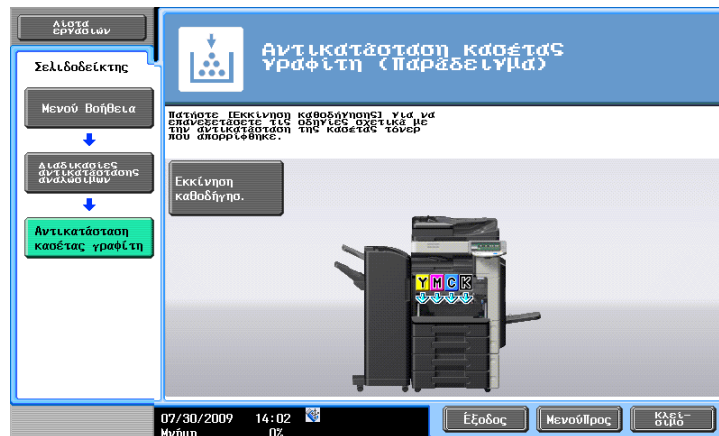 Λίστα
εργασιών
Σελιδοδείκτης
Μενού Βοήθεια
Διαδικασίες
αντικατάστασης
αναλωσίμων
Αντικατάσταση
κασέτας γραφίτη
Αντικατάσταση κασέτας
γραφίτη (Παράδειγμα)
Πατήστε [Εκκίνηση καθοδήγησης] για να
επανεξετάσετε τις οδηγίες σχετικά με
την αντικατάσταση της κασέτας τόνερ
που απορρίφθηκε.
Εκκίνηση
καθοδήγησ.
Y M C K
07/30/2009 14:02
Μνήμη 0%
Έξοδος
ΜενούΠρος
Κλεί-
σιμο